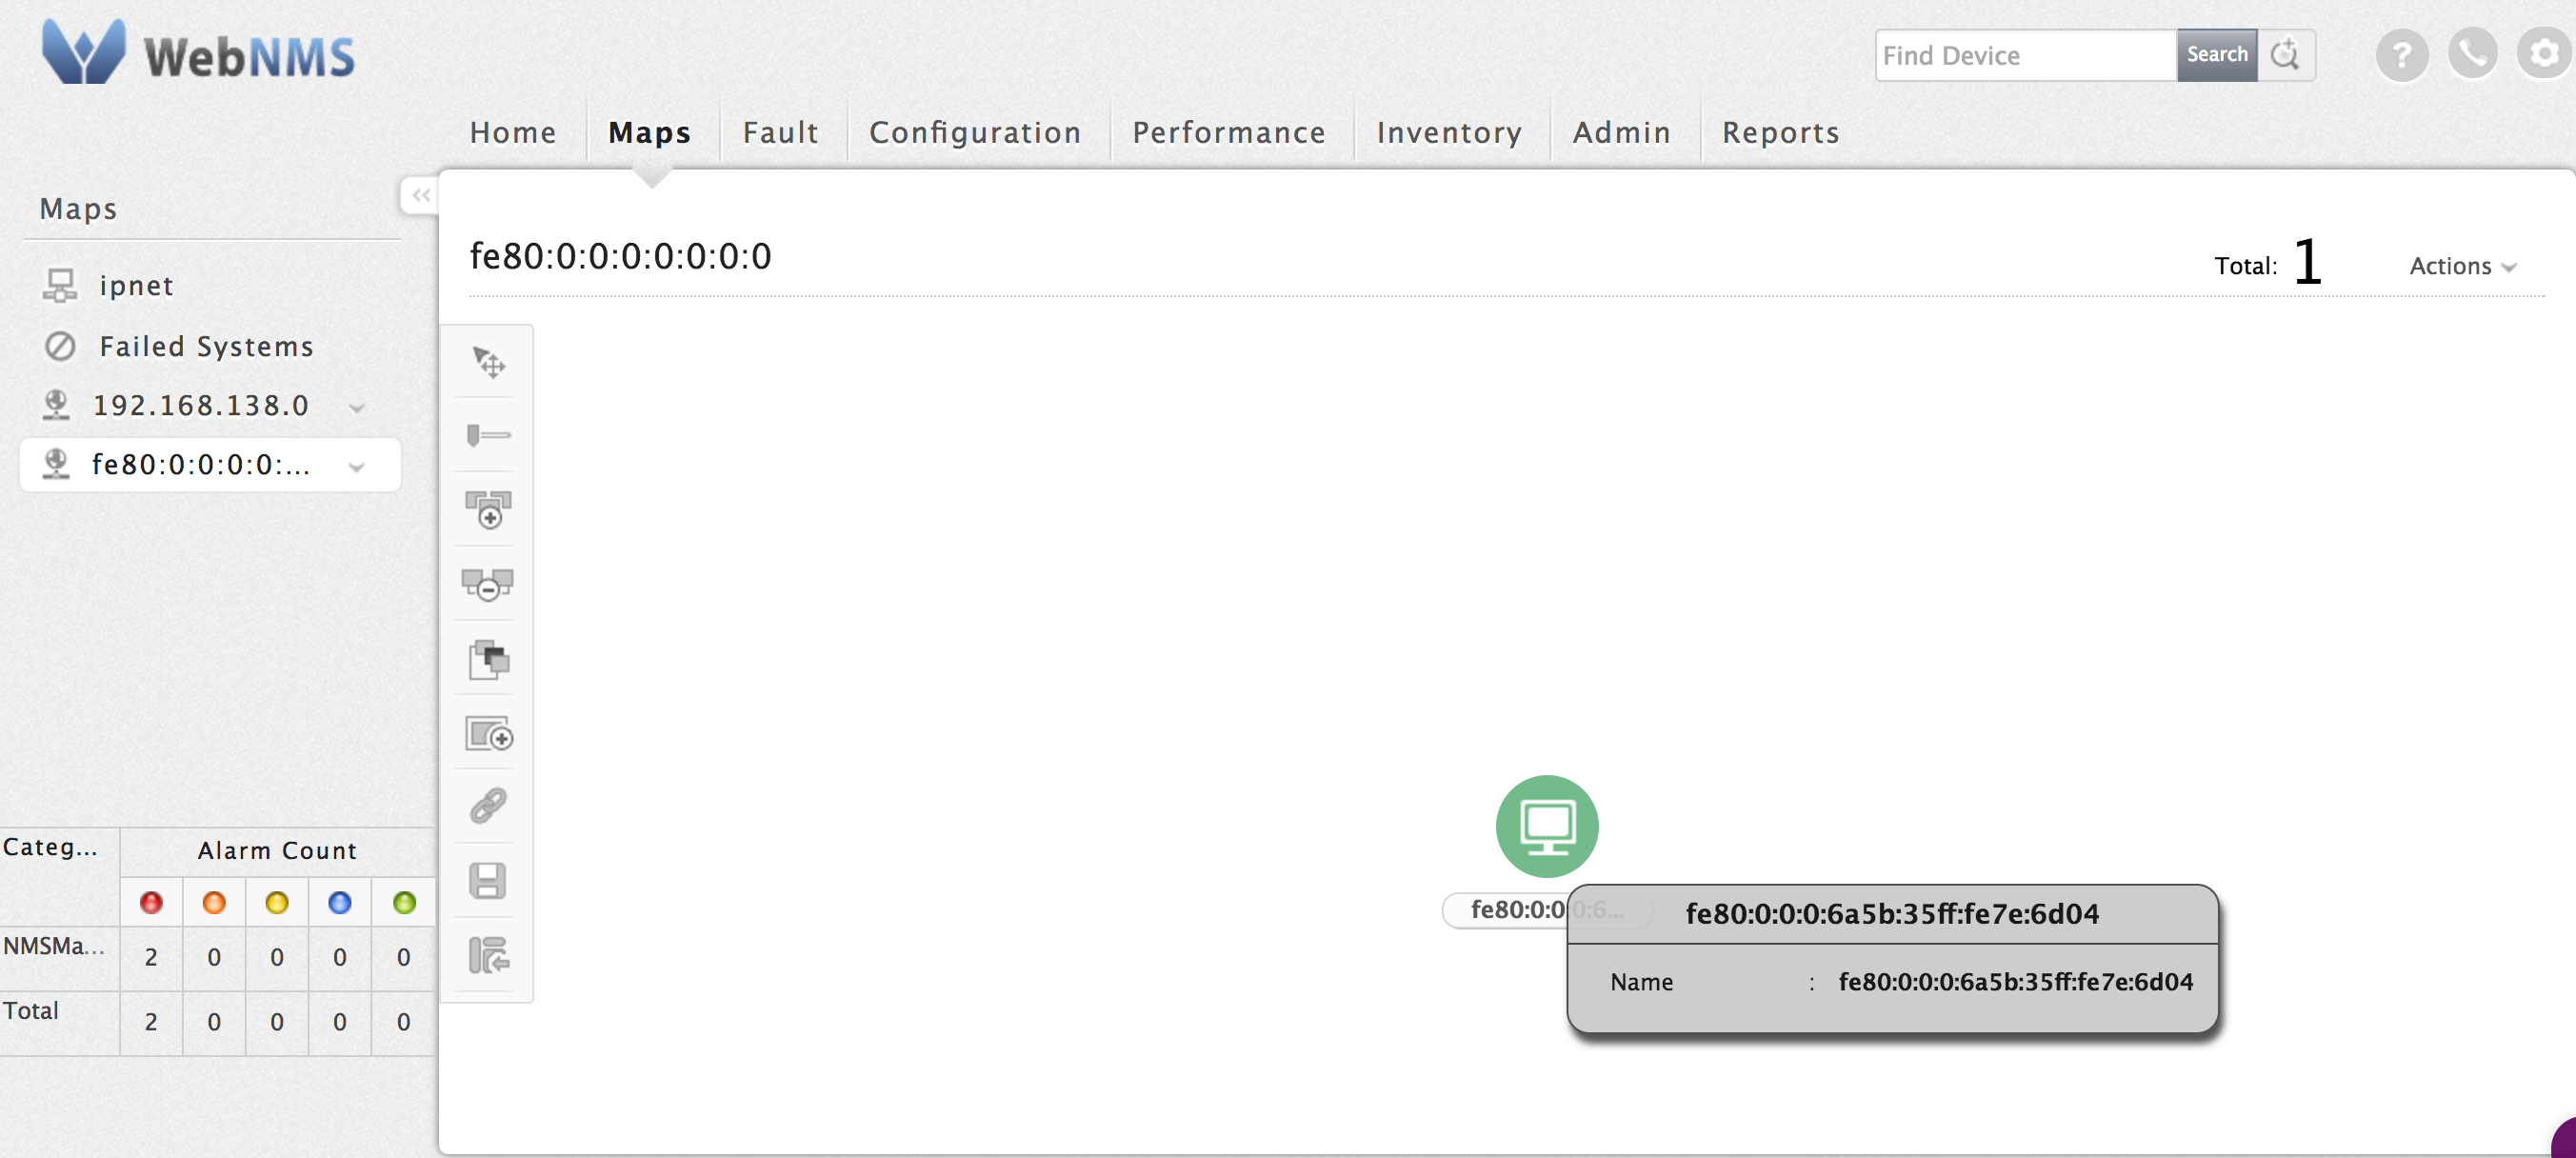 WebNMS
Find Device
Search
?
Home
Maps
Fault
Configuration
Performance
Inventory
Admin
Reports
Maps
ipnet
Failed Systems
192.168.138.0
fe80:0:0:0:0:...
fe80:0:0:0:0:0:0:0
Total: 1
Actions
Categ... Alarm Count
NMSMa... 2 0 0 0 0
Total 2 0 0 0 0
fe80:0:0:0:6...
fe80:0:0:0:6a5b:35ff:fe7e:6d04
Name : fe80:0:0:0:6a5b:35ff:fe7e:6d04